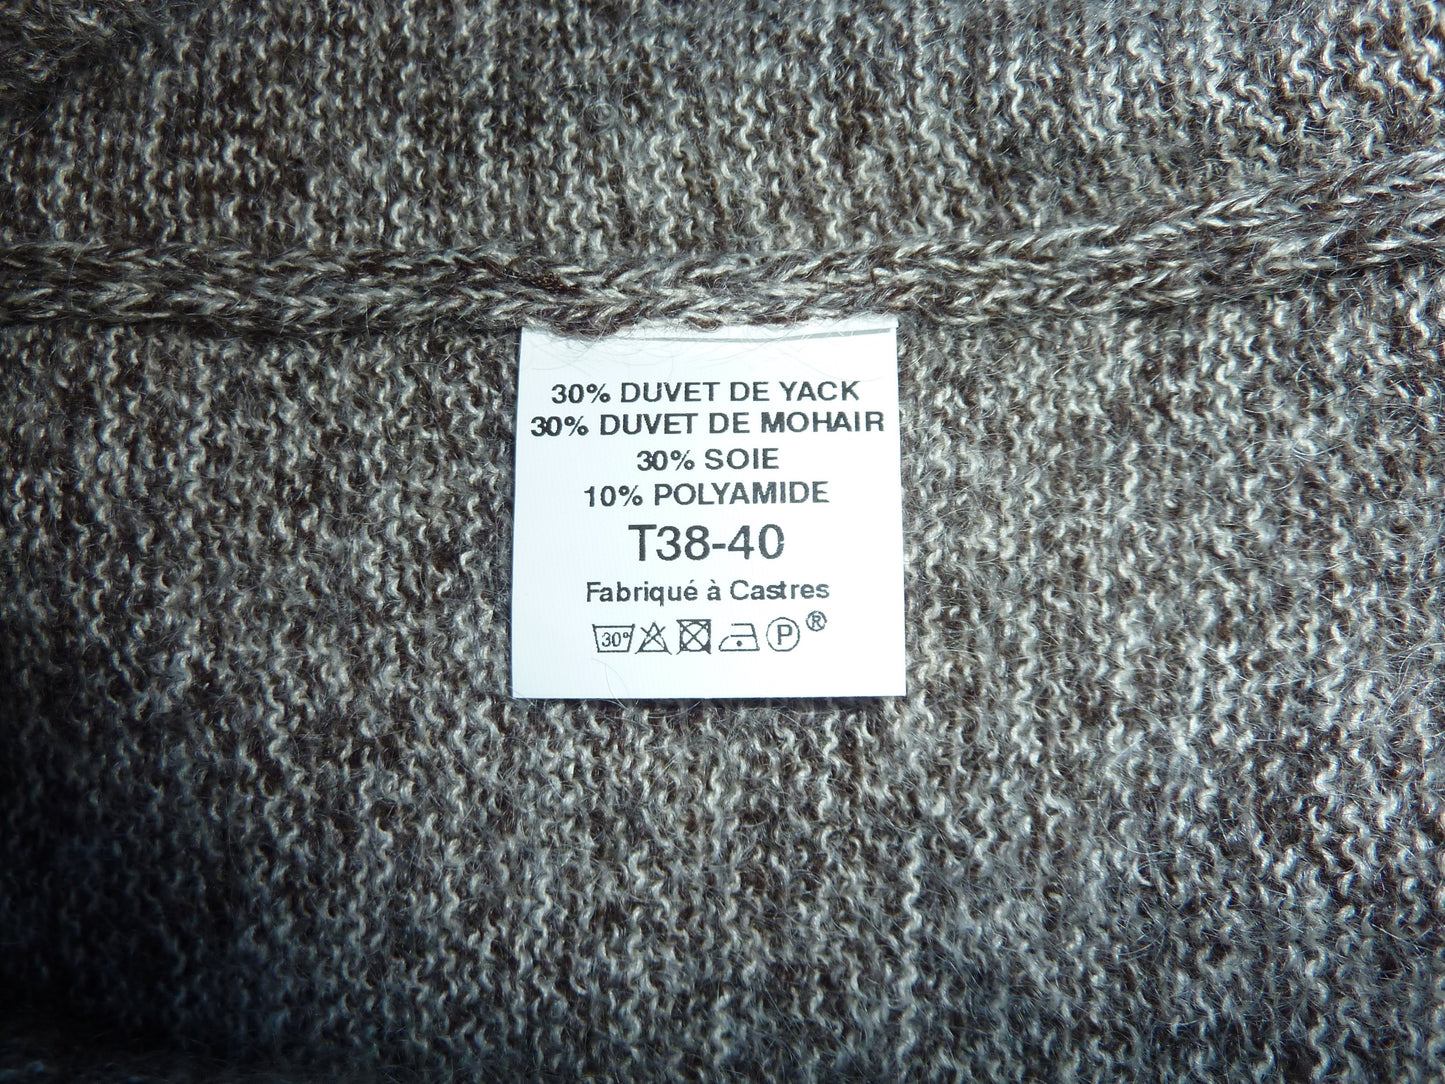 30% DUVET DE YACK
30% DUVET DE MOHAIR
30% SOIE
10% POLYAMIDE
T38-40
Fabriqué à Castres
30° P ®